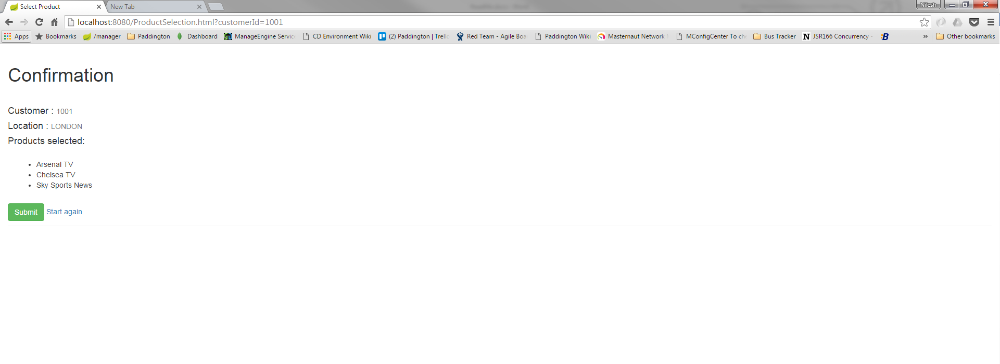 Select Product New Tab Nilesh
localhost:8080/ProductSelection.html?customerId=1001
Apps Bookmarks /manager Paddington Dashboard ManageEngine Servic CD Environment Wiki (2) Paddington | Trello Red Team - Agile Boa Paddington Wiki Masternaut Network MConfigCenter To ch Bus Tracker JSR166 Concurrency - » Other bookmarks
Confirmation
Customer : 1001
Location : LONDON
Products selected:
• Arsenal TV
• Chelsea TV
• Sky Sports News
Submit Start again